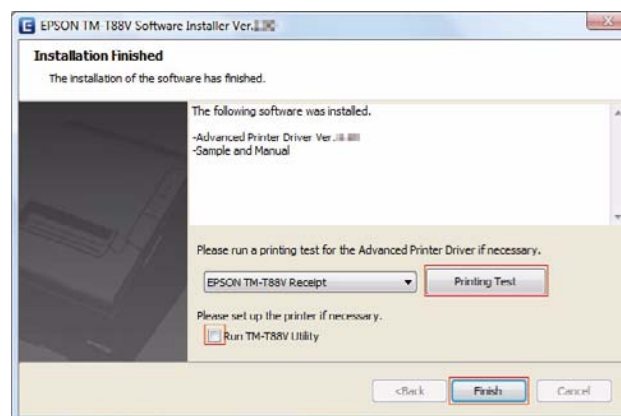 EPSON TM-T88V Software Installer Ver.
Installation Finished
The installation of the software has finished.
The following software was installed.
-Advanced Printer Driver Ver.
-Sample and Manual
Please run a printing test for the Advanced Printer Driver if necessary.
EPSON TM-T88V Receipt
Printing Test
Please set up the printer if necessary.
Run TM-T88V Utility
<Back
Finish
Cancel